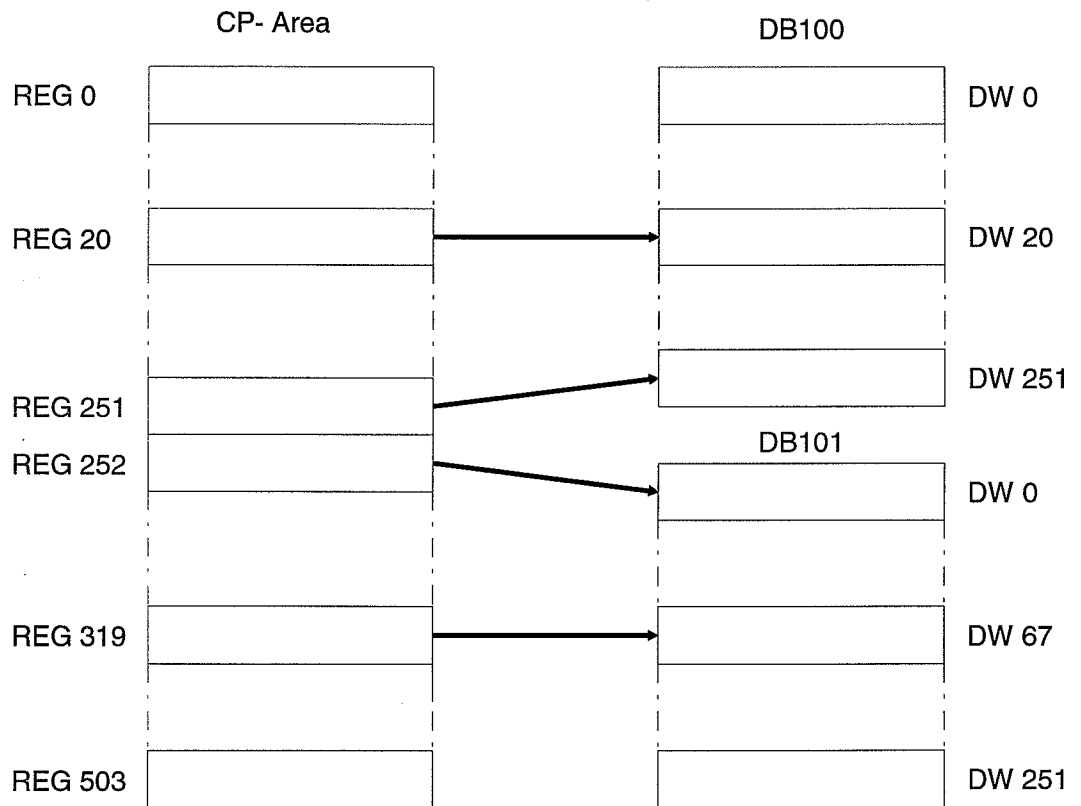 CP- Area
DB100
REG 0
DW 0
REG 20
DW 20
REG 251
DW 251
REG 252
DB101
DW 0
REG 319
DW 67
REG 503
DW 251